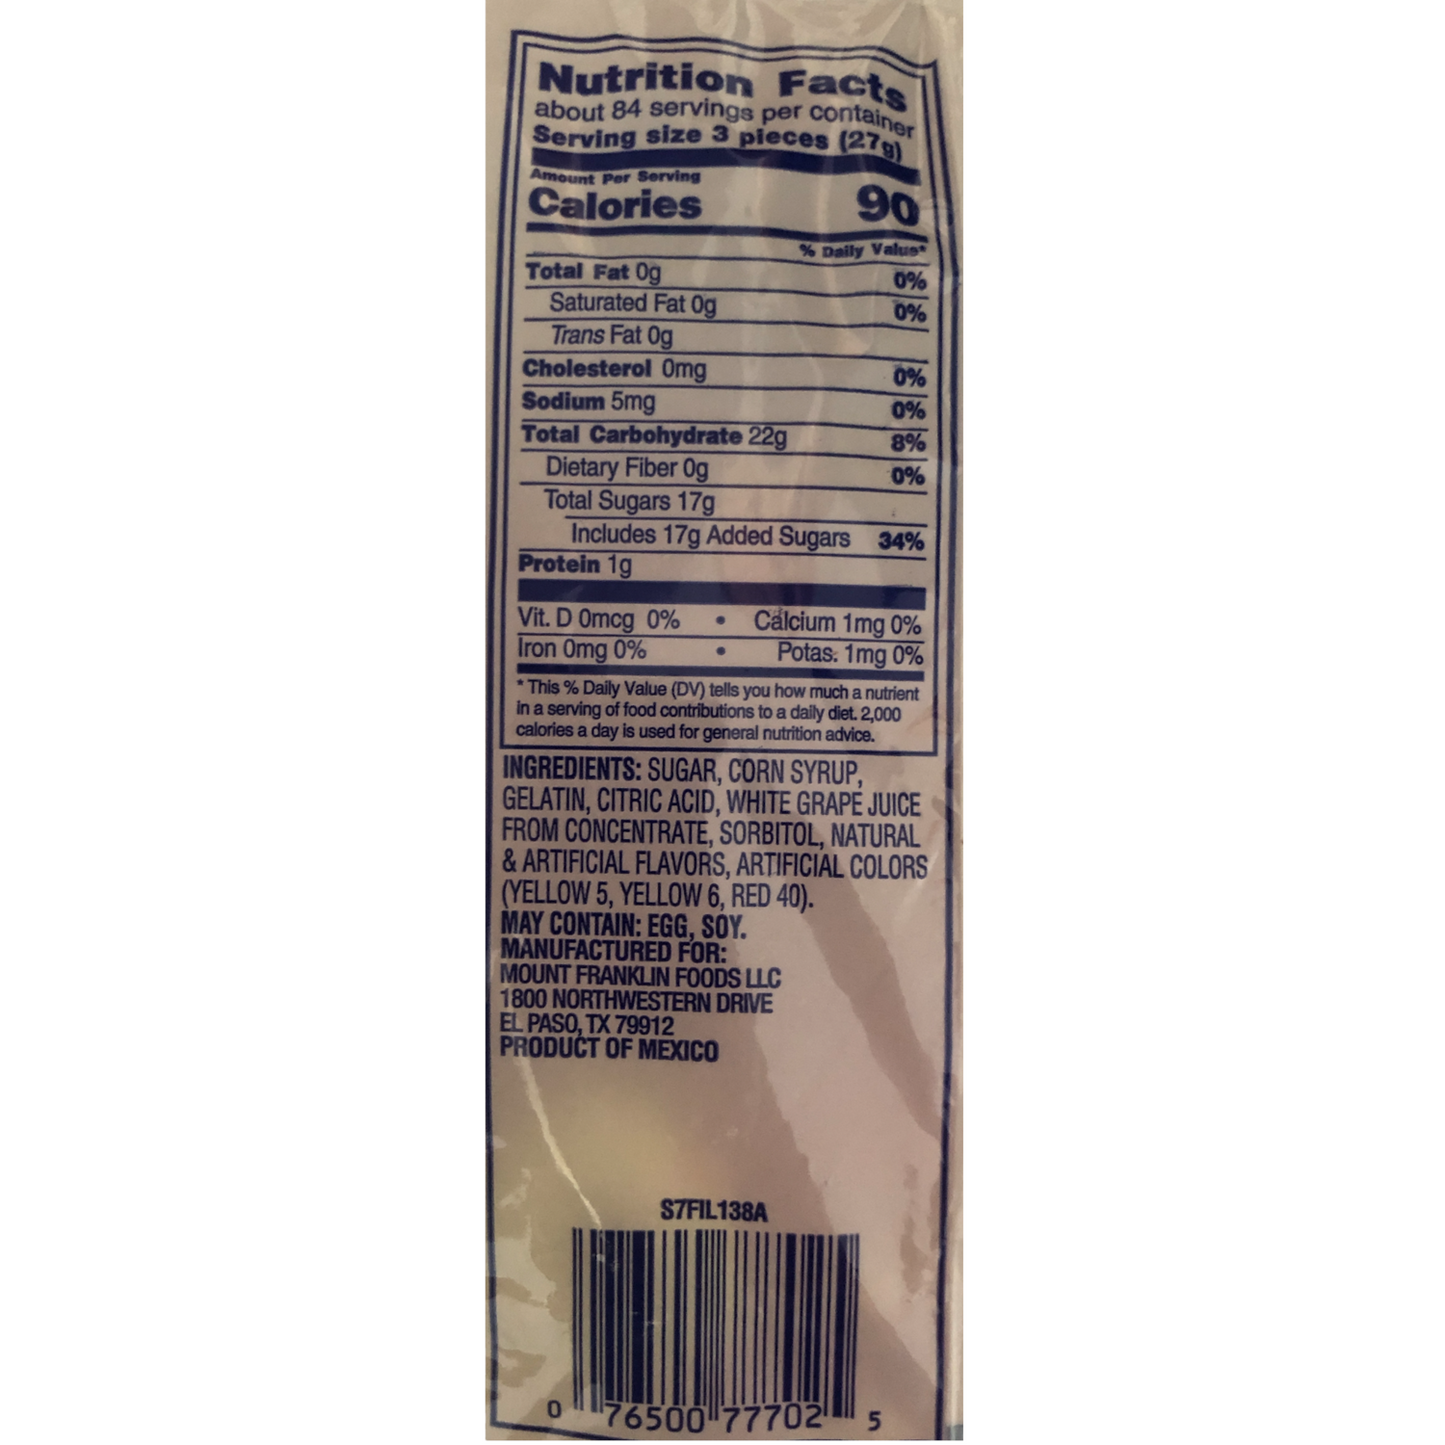 Nutrition Facts
about 84 servings per container
Serving size 3 pieces (27g)
Amount Per Serving
Calories 90
% Daily Value*
Total Fat 0g 0%
Saturated Fat 0g 0%
Trans Fat 0g
Cholesterol 0mg 0%
Sodium 5mg 0%
Total Carbohydrate 22g 8%
Dietary Fiber 0g 0%
Total Sugars 17g
Includes 17g Added Sugars 34%
Protein 1g
Vit. D 0mcg 0% • Calcium 1mg 0%
Iron 0mg 0% • Potas. 1mg 0%
* This % Daily Value (DV) tells you how much a nutrient
in a serving of food contributions to a daily diet. 2,000
calories a day is used for general nutrition advice.
INGREDIENTS: SUGAR, CORN SYRUP,
GELATIN, CITRIC ACID, WHITE GRAPE JUICE
FROM CONCENTRATE, SORBITOL, NATURAL
& ARTIFICIAL FLAVORS, ARTIFICIAL COLORS
(YELLOW 5, YELLOW 6, RED 40).
MAY CONTAIN: EGG, SOY.
MANUFACTURED FOR:
MOUNT FRANKLIN FOODS LLC
1800 NORTHWESTERN DRIVE
EL PASO, TX 79912
PRODUCT OF MEXICO
S7FIL138A
0 76500 77702 5